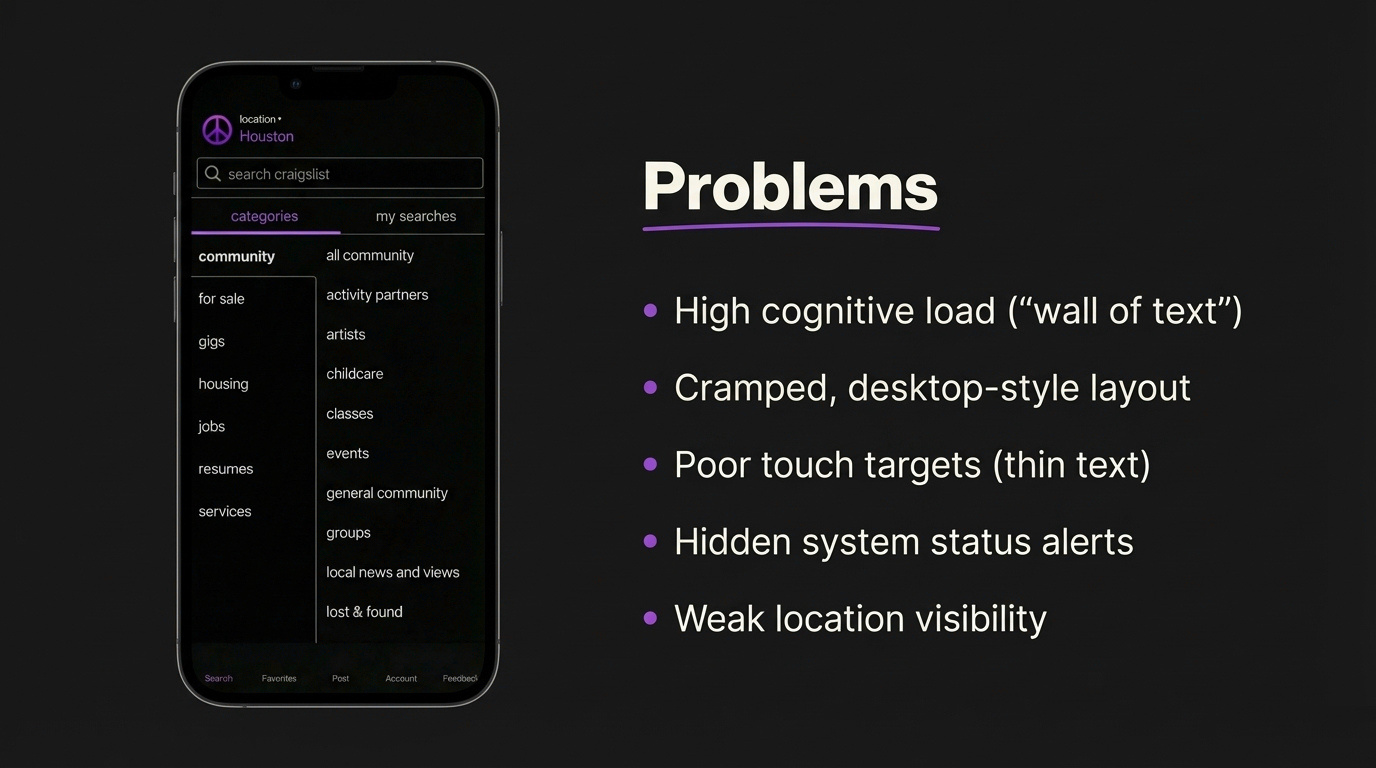 location
Houston
search craigslist
categories my searches
community
for sale
gigs
housing
jobs
resumes
services
all community
activity partners
artists
childcare
classes
events
general community
groups
local news and views
lost & found
Search Favorites Post Account Feedback
Problems
• High cognitive load (“wall of text”)
• Cramped, desktop-style layout
• Poor touch targets (thin text)
• Hidden system status alerts
• Weak location visibility